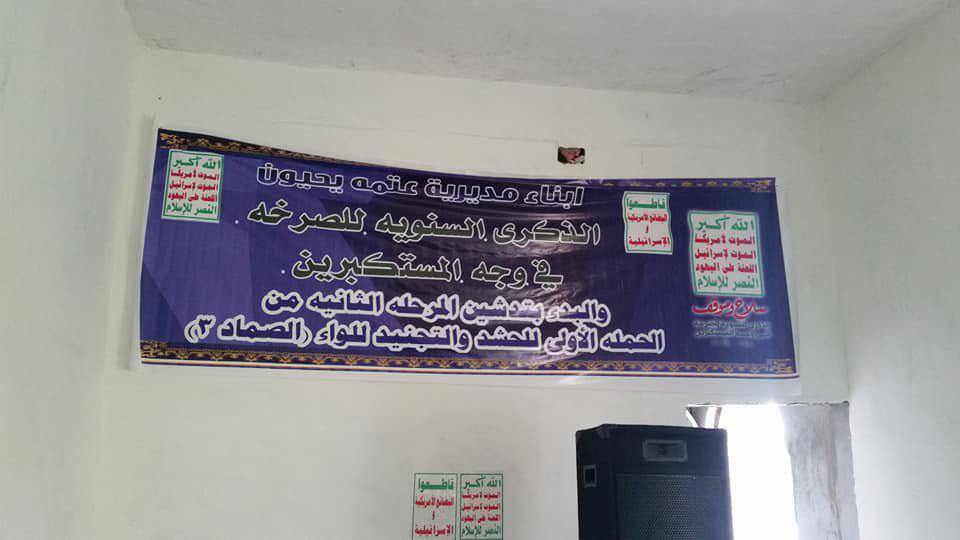 ابناء مديرية عتمه يحيون
الذكرى السنويه للصرخه
في وجه المستكبرين
والبدء بتدشين المرحله الثانيه من
الحمله الأولى للحشد والتجنيد للواء (الصماد ٣)
الله أكبر
الموت لأمريكا
الموت لإسرائيل
اللعنة على اليهود
النصر للإسلام
سلاح وموقف
قاطعوا
البضائع الأمريكية
و
الإسرائيلية
الله أكبر
الموت لأمريكا
الموت لإسرائيل
اللعنة على اليهود
النصر للإسلام
الله أكبر
الموت لأمريكا
الموت لإسرائيل
اللعنة على اليهود
النصر للإسلام
قاطعوا
البضائع الأمريكية
و
الإسرائيلية